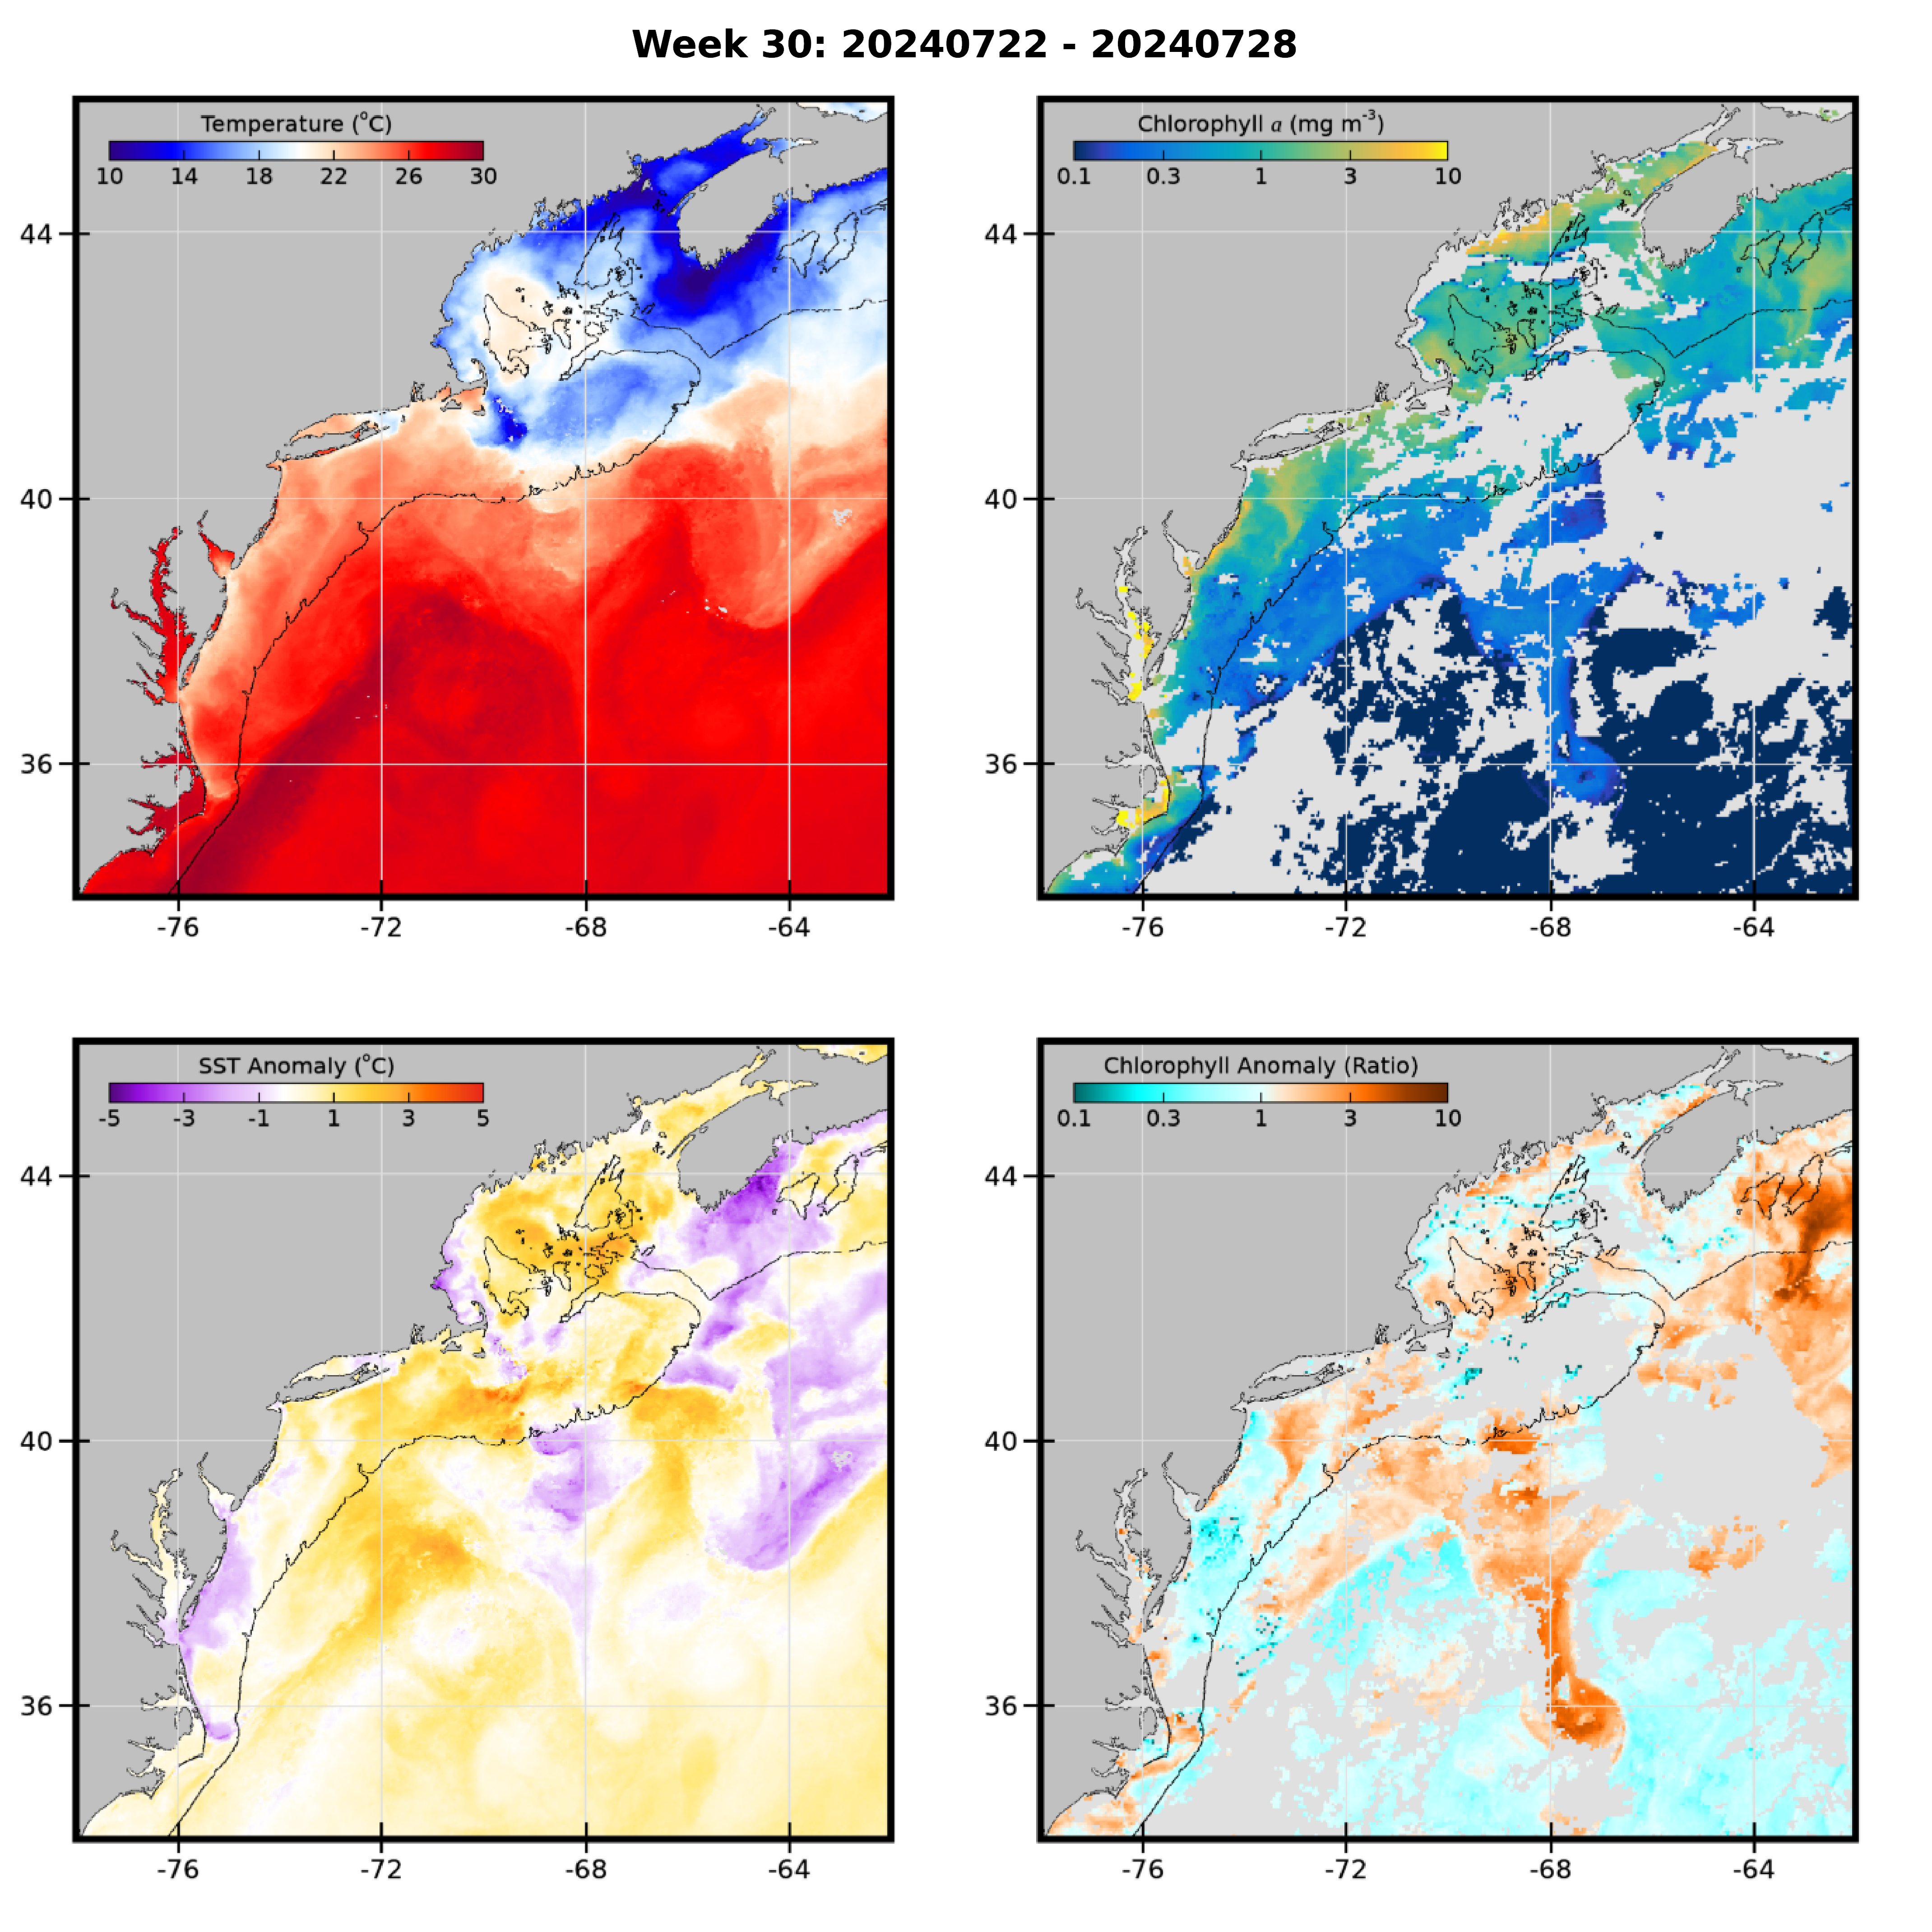 Week 30: 20240722 - 20240728
Temperature (°C)
10 14 18 22 26 30
44
40
36
-76 -72 -68 -64
Chlorophyll a (mg m⁻³)
0.1 0.3 1 3 10
44
40
36
-76 -72 -68 -64
SST Anomaly (°C)
-5 -3 -1 1 3 5
44
40
36
-76 -72 -68 -64
Chlorophyll Anomaly (Ratio)
0.1 0.3 1 3 10
44
40
36
-76 -72 -68 -64